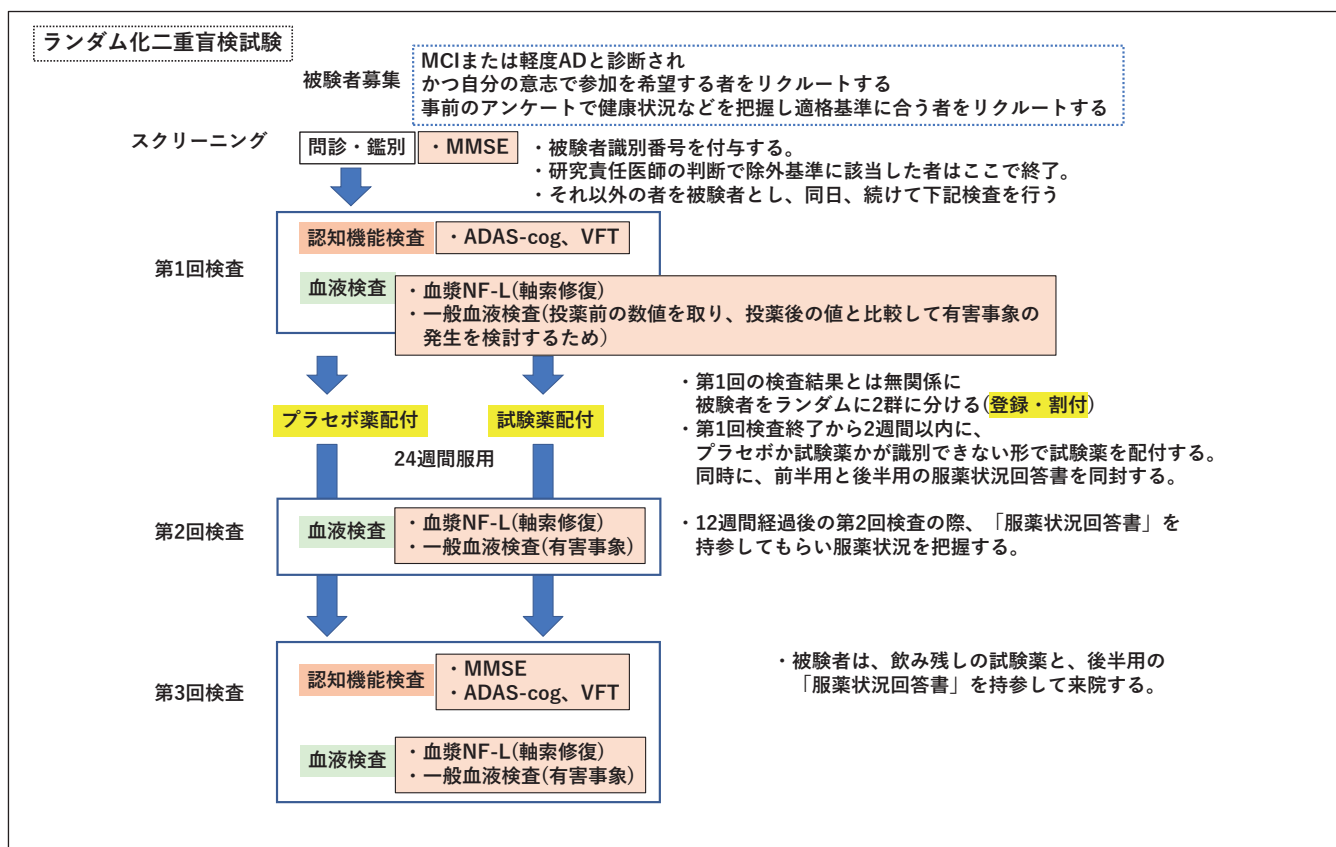 ランダム化二重盲検試験
被験者募集
MCIまたは軽度ADと診断され
かつ自分の意志で参加を希望する者をリクルートする
事前のアンケートで健康状況などを把握し適格基準に合う者をリクルートする
スクリーニング
問診・鑑別
・MMSE
・被験者識別番号を付与する。
・研究責任医師の判断で除外基準に該当した者はここで終了。
・それ以外の者を被験者とし、同日、続けて下記検査を行う
第1回検査
認知機能検査
・ADAS-cog、VFT
血液検査
・血漿NF-L(軸索修復)
・一般血液検査(投薬前の数値を取り、投薬後の値と比較して有害事象の
発生を検討するため）
・第1回の検査結果とは無関係に
被験者をランダムに2群に分ける(登録・割付)
・第1回検査終了から2週間以内に、
プラセボか試験薬かが識別できない形で試験薬を配付する。
同時に、前半用と後半用の服薬状況回答書を同封する。
プラセボ薬配付
試験薬配付
24週間服用
第2回検査
血液検査
・血漿NF-L(軸索修復)
・一般血液検査(有害事象)
・12週間経過後の第2回検査の際、「服薬状況回答書」を
持参してもらい服薬状況を把握する。
第3回検査
認知機能検査
・MMSE
・ADAS-cog、VFT
血液検査
・血漿NF-L(軸索修復)
・一般血液検査(有害事象)
・被験者は、飲み残しの試験薬と、後半用の
「服薬状況回答書」を持参して来院する。